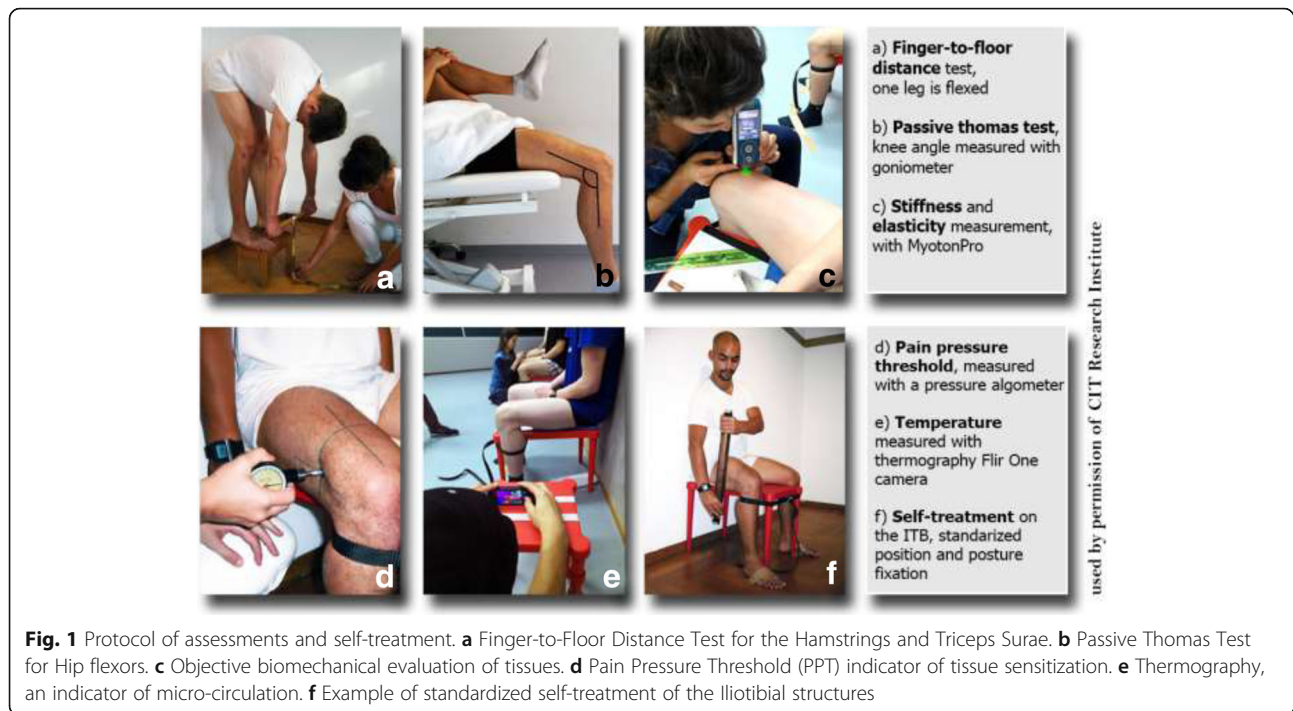 a
b
c
a) Finger-to-floor
distance test,
one leg is flexed
b) Passive thomas test,
knee angle measured with
goniometer
c) Stiffness and
elasticity measurement,
with MyotonPro
d
e
f
d) Pain pressure
threshold, measured
with a pressure algometer
e) Temperature
measured with
thermography Flir One
camera
f) Self-treatment on
the ITB, standarized
position and posture
fixation
used by permission of CIT Research Institute
Fig. 1 Protocol of assessments and self-treatment. a Finger-to-Floor Distance Test for the Hamstrings and Triceps Surae. b Passive Thomas Test
for Hip flexors. c Objective biomechanical evaluation of tissues. d Pain Pressure Threshold (PPT) indicator of tissue sensitization. e Thermography,
an indicator of micro-circulation. f Example of standardized self-treatment of the Iliotibial structures